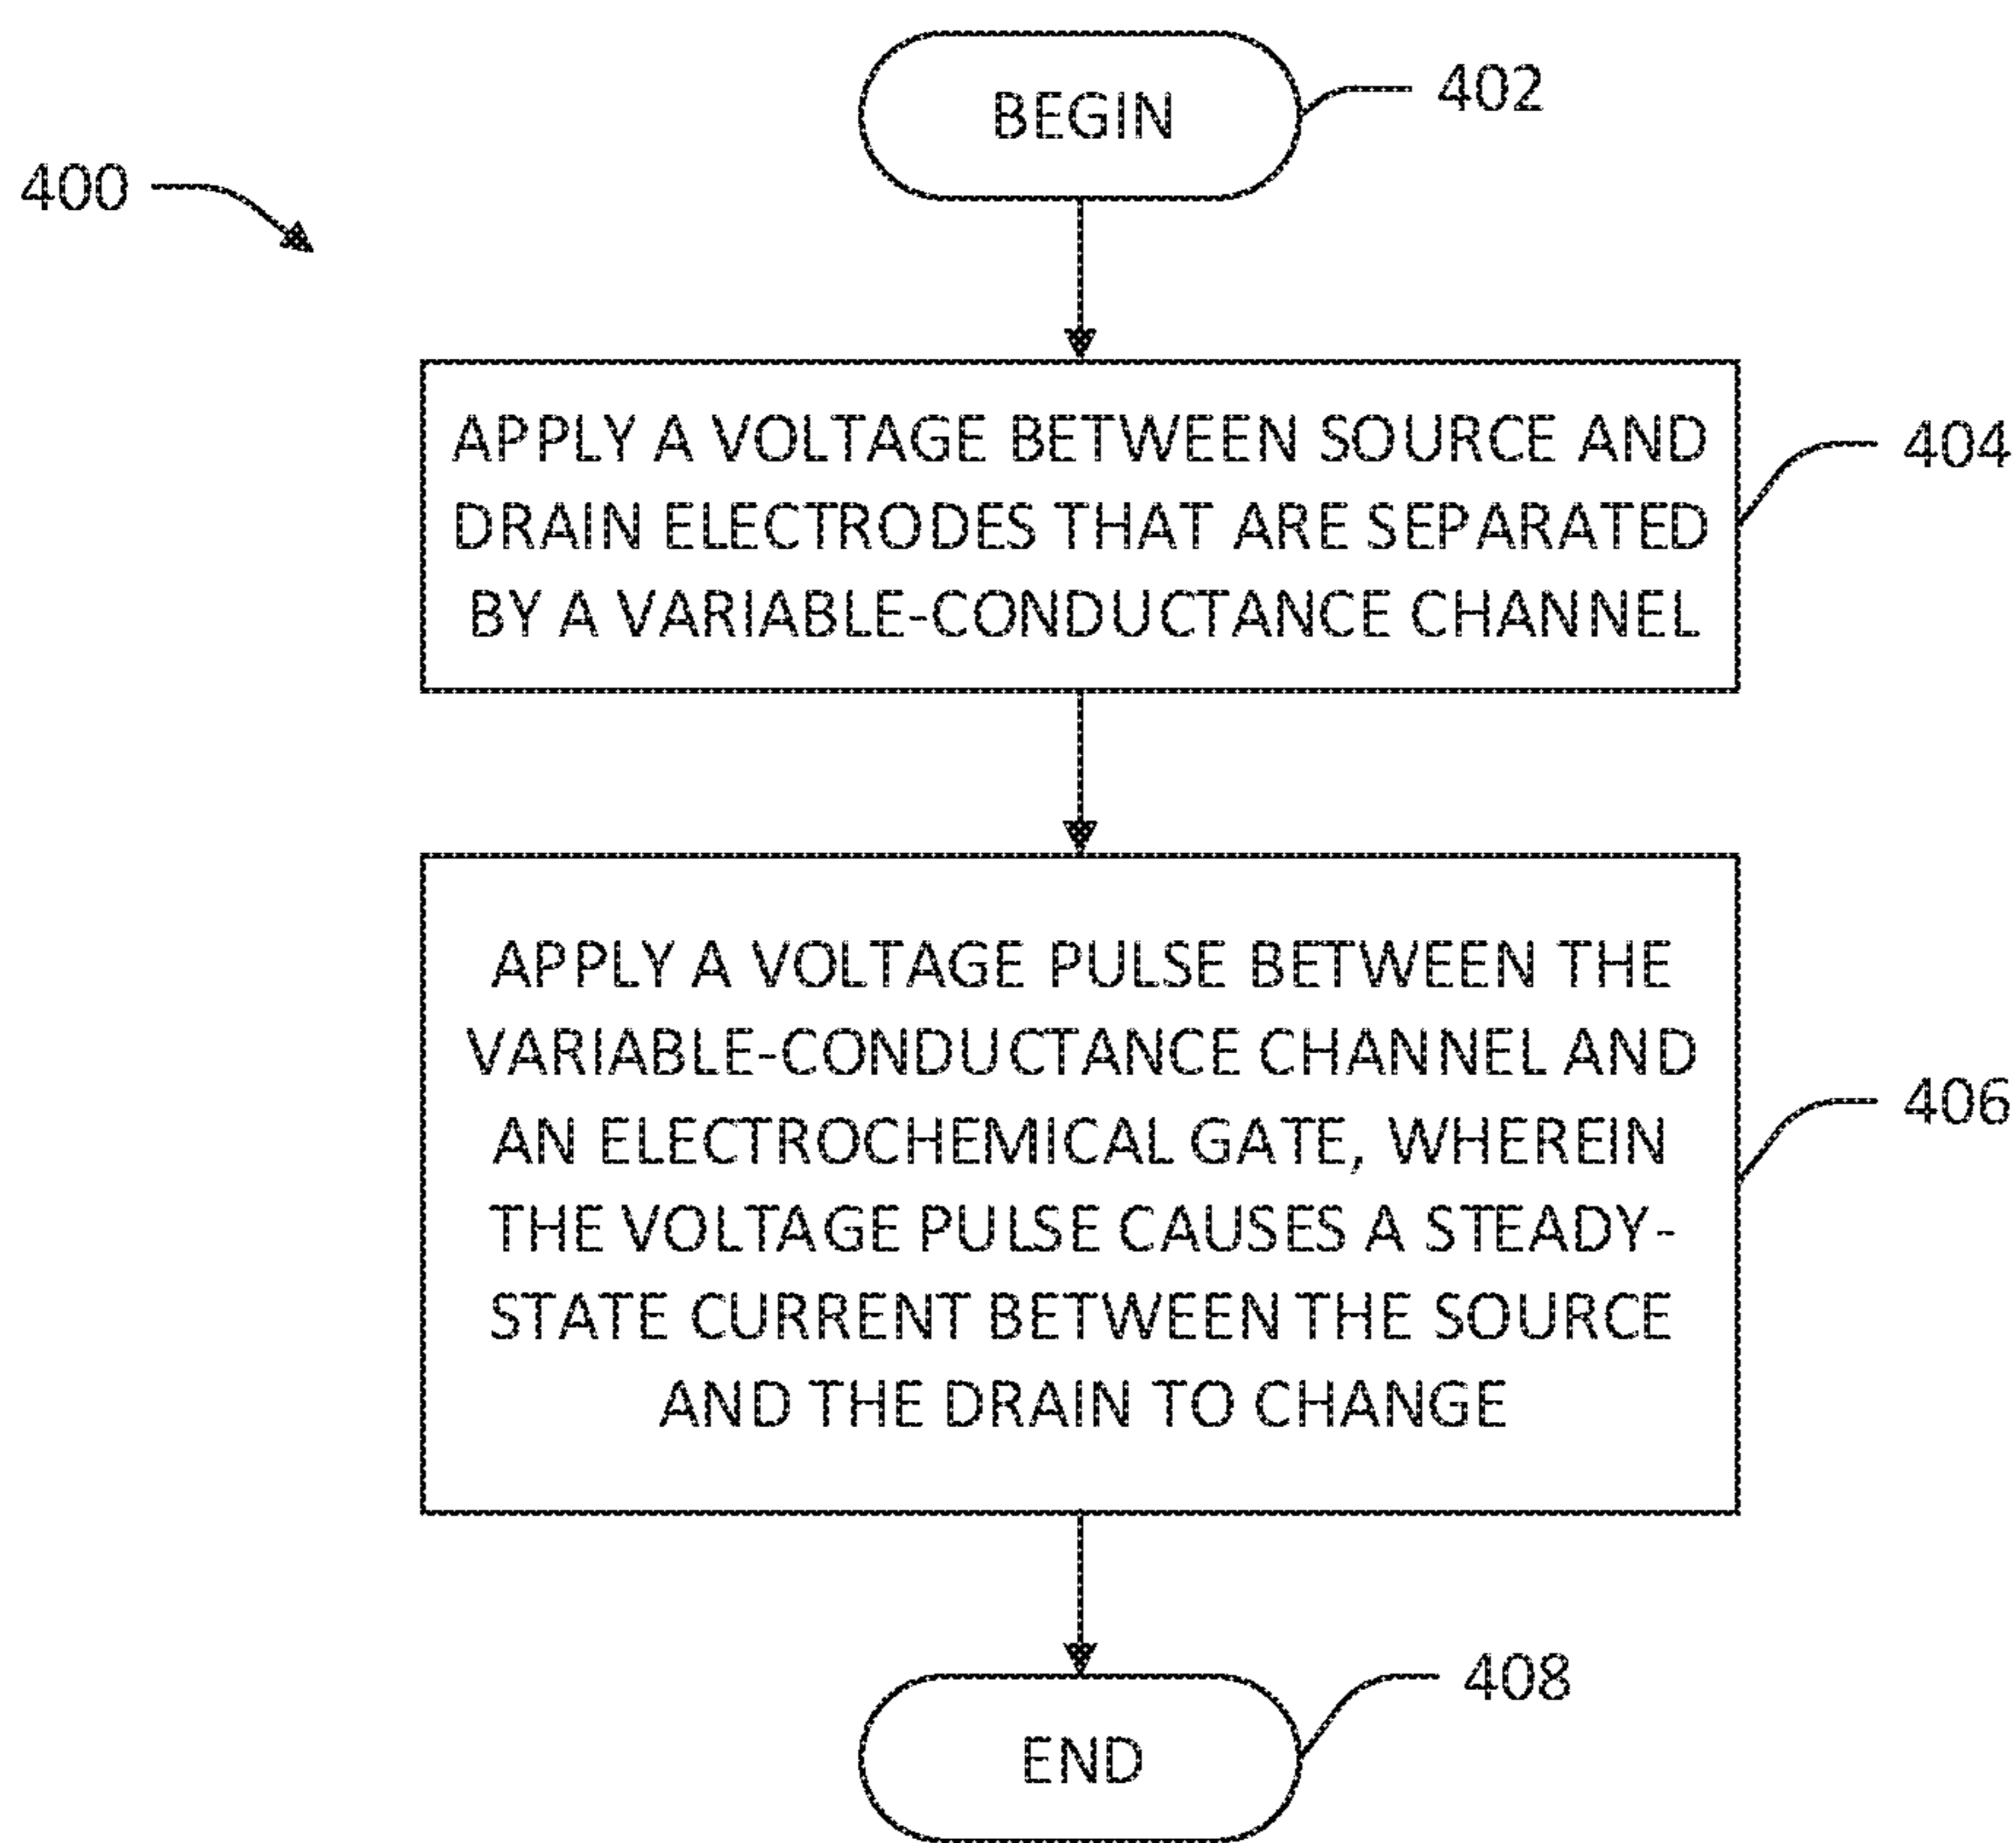 BEGIN
402
400
APPLY A VOLTAGE BETWEEN SOURCE AND
DRAIN ELECTRODES THAT ARE SEPARATED
BY A VARIABLE-CONDUCTANCE CHANNEL
404
APPLY A VOLTAGE PULSE BETWEEN THE
VARIABLE-CONDUCTANCE CHANNEL AND
AN ELECTROCHEMICAL GATE, WHEREIN
THE VOLTAGE PULSE CAUSES A STEADY-
STATE CURRENT BETWEEN THE SOURCE
AND THE DRAIN TO CHANGE
406
END
408